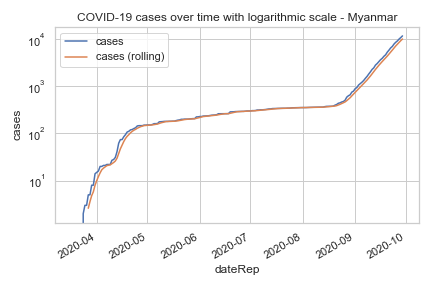 COVID-19 cases over time with logarithmic scale - Myanmar
cases
cases (rolling)
10⁴
10³
10²
10¹
cases
2020-04
2020-05
2020-06
2020-07
2020-08
2020-09
2020-10
dateRep